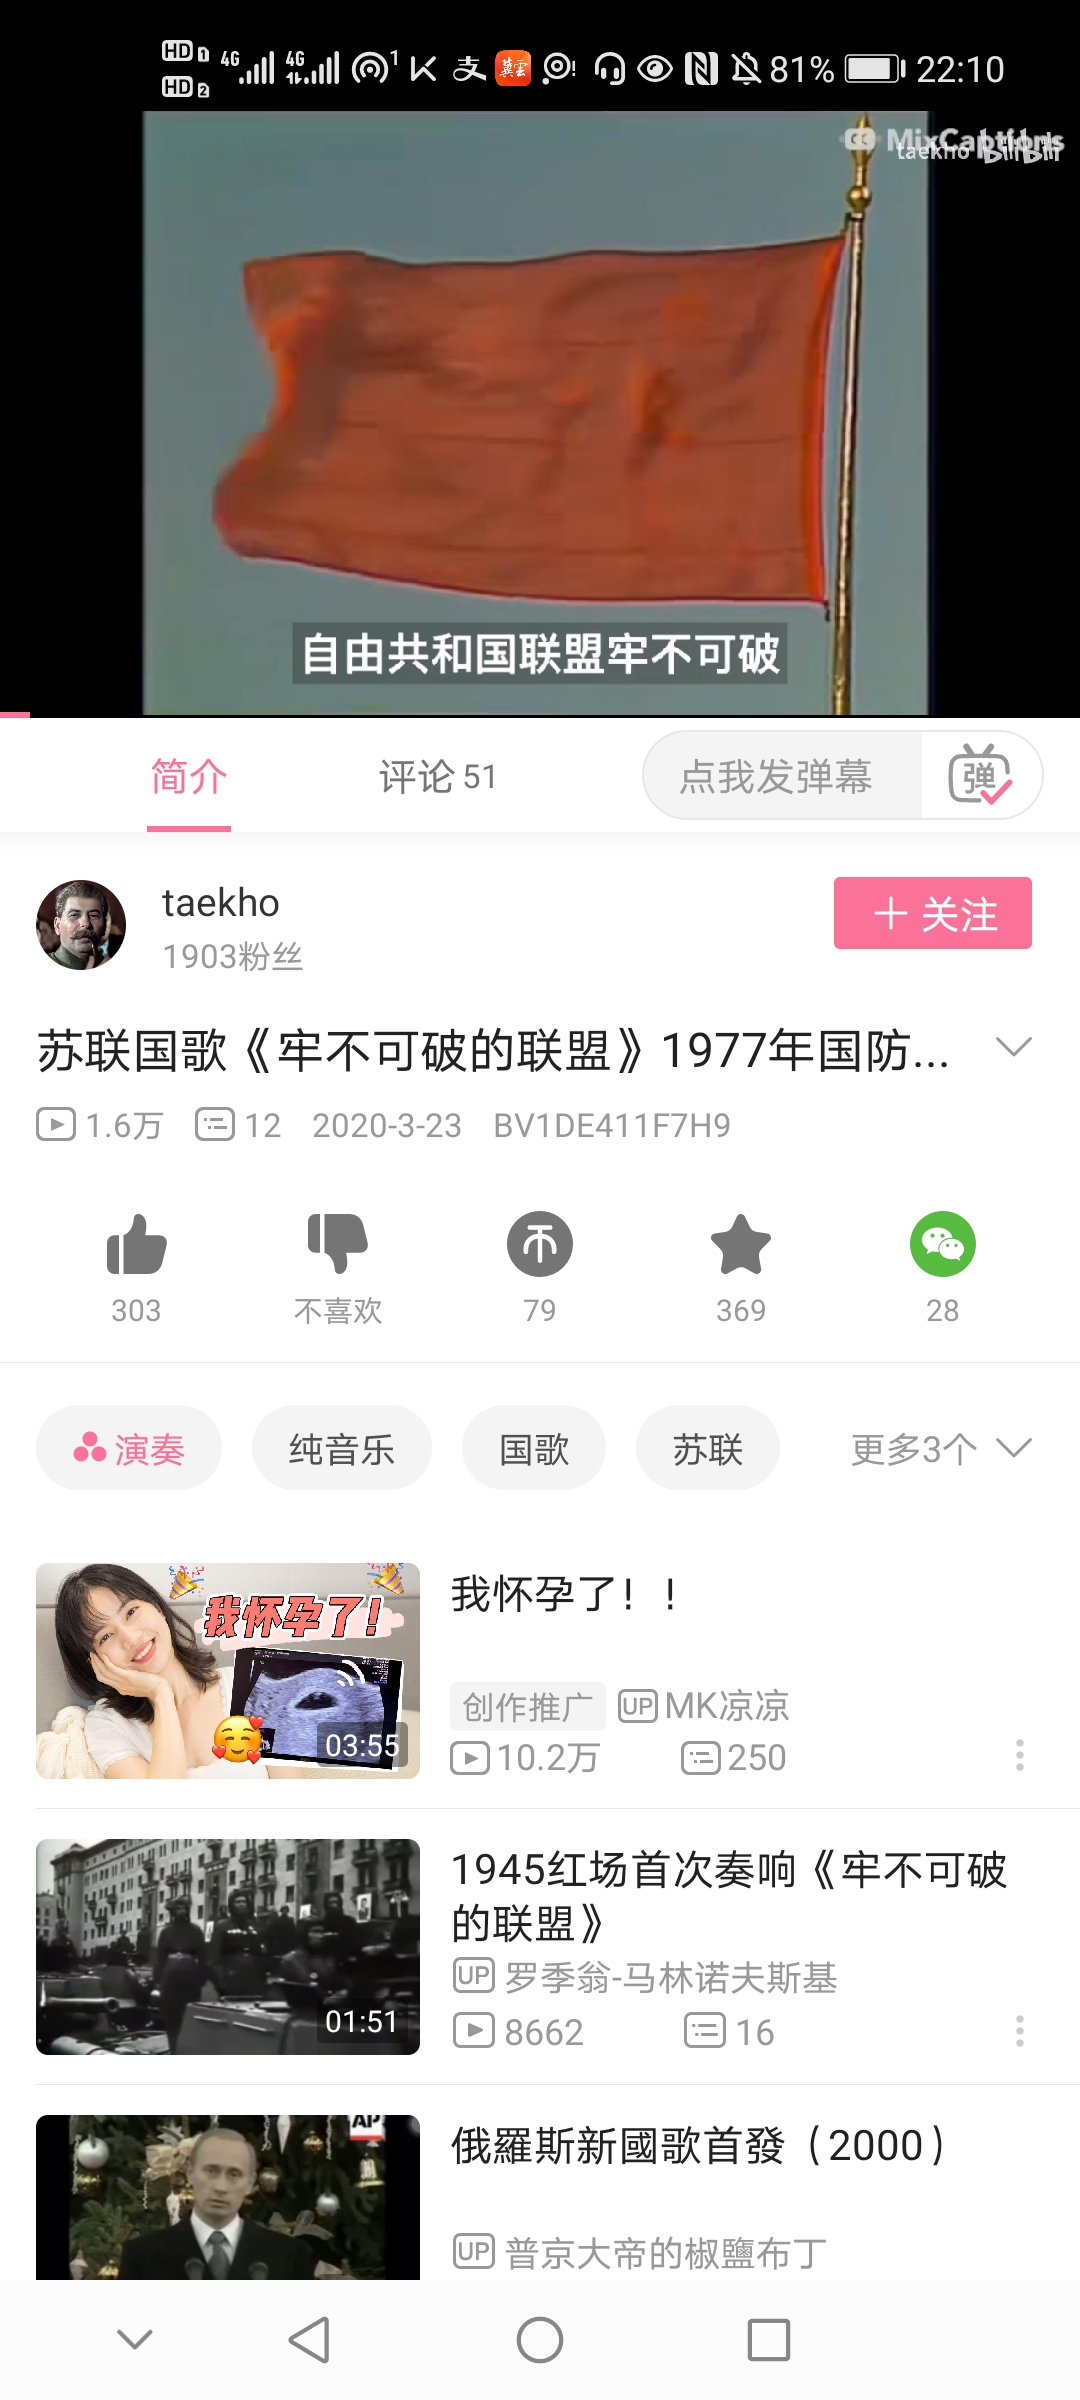 HD 1 4G 4G 1 支 冀雲 81% 22:10
HD 2
CC MixCaptions
taekho bilibili
自由共和国联盟牢不可破
简介 评论 51 点我发弹幕 弹
taekho
1903粉丝
+ 关注
苏联国歌《牢不可破的联盟》1977年国防...
1.6万 12 2020-3-23 BV1DE411F7H9
303 不喜欢 79 369 28
演奏 纯音乐 国歌 苏联 更多3个
我怀孕了!
03:55
我怀孕了！！
创作推广 UP MK凉凉
10.2万 250
01:51
1945红场首次奏响《牢不可破
的联盟》
UP 罗季翁-马林诺夫斯基
8662 16
AP
俄羅斯新國歌首發（2000）
UP 普京大帝的椒鹽布丁